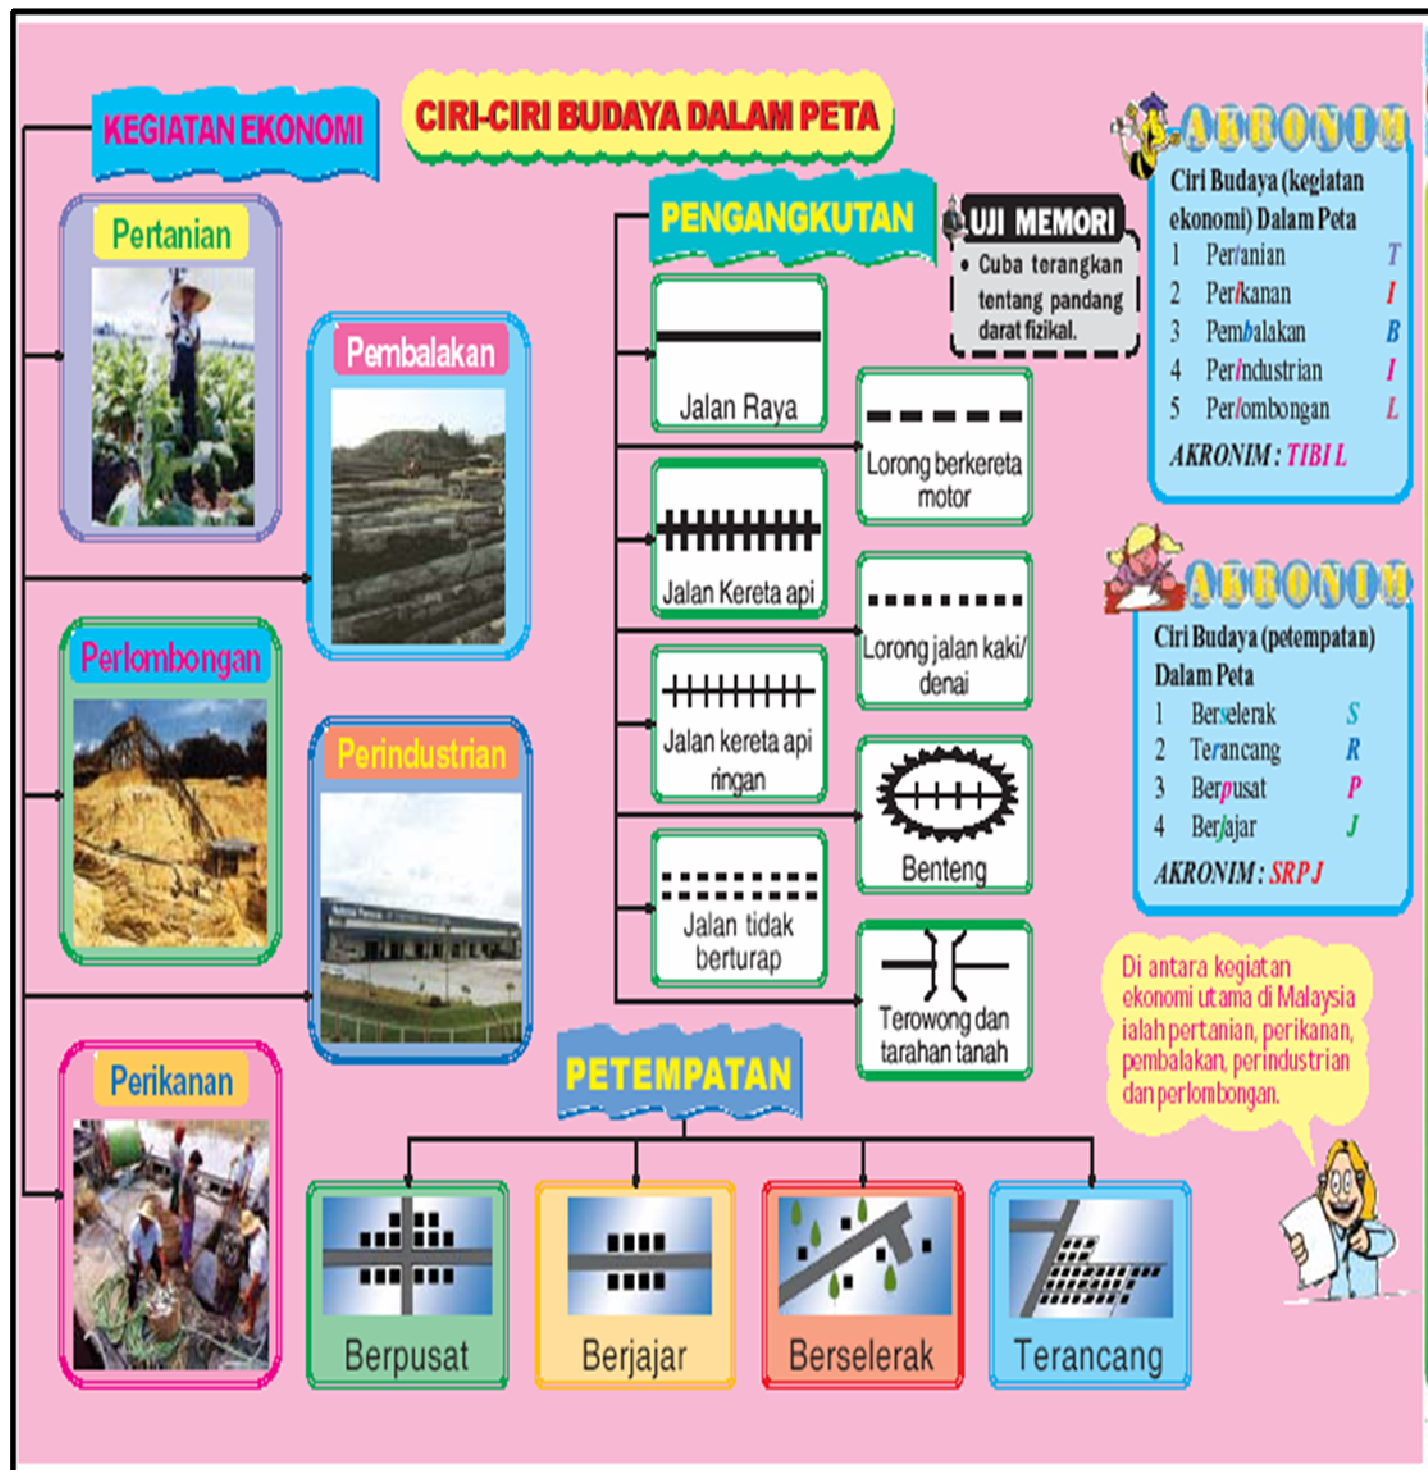 CIRI-CIRI BUDAYA DALAM PETA
KEGIATAN EKONOMI
Pertanian
Pembalakan
Perlombongan
Perindustrian
Perikanan
PENGANGKUTAN
Jalan Raya
Lorong berkereta
motor
Jalan Kereta api
Lorong jalan kaki/
denai
Jalan kereta api
ringan
Benteng
Jalan tidak
berturap
Terowong dan
tarahan tanah
PETEMPATAN
Berpusat
Berjajar
Berselerak
Terancang
UJI MEMORI
• Cuba terangkan
tentang pandang
darat fizikal.
AKRONIM
Ciri Budaya (kegiatan
ekonomi) Dalam Peta
1 Pertanian T
2 Perikanan I
3 Pembalakan B
4 Perindustrian I
5 Perlombongan L
AKRONIM : TIBI L
AKRONIM
Ciri Budaya (petempatan)
Dalam Peta
1 Berselerak S
2 Terancang R
3 Berpusat P
4 Berjajar J
AKRONIM : SRPJ
Di antara kegiatan
ekonomi utama di Malaysia
ialah pertanian, perikanan,
pembalakan, perindustrian
dan perlombongan.